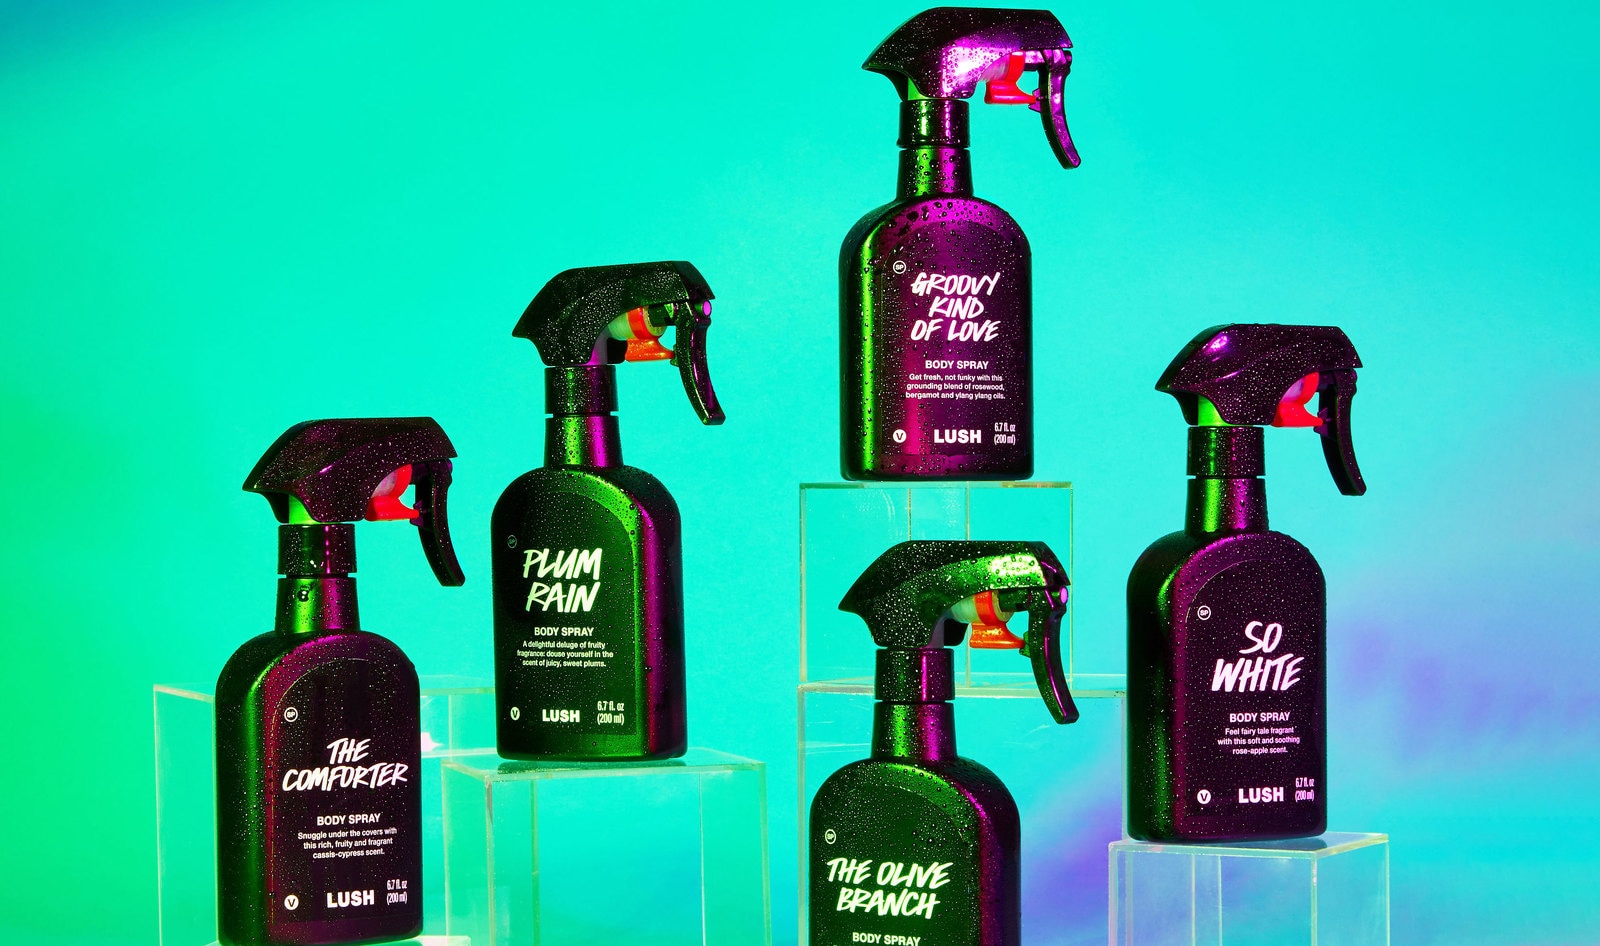 SP
GROOVY
KIND
OF LOVE
BODY SPRAY
Get fresh, not funky with this
grounding blend of rosewood,
bergamot and ylang ylang oils.
V
LUSH
6.7 fl. oz
(200 ml)
SP
PLUM
RAIN
BODY SPRAY
A delightful deluge of fruity
fragrance: douse yourself in the
scent of juicy, sweet plums.
V
LUSH
6.7 fl. oz
(200 ml)
SP
SO
WHITE
BODY SPRAY
Feel fairy tale fragrant
with this soft and soothing
rose-apple scent.
V
LUSH
6.7 fl. oz
(200 ml)
SP
THE
COMFORTER
BODY SPRAY
Snuggle under the covers with
this rich, fruity and fragrant
cassis-cypress scent.
V
LUSH
6.7 fl. oz
(200 ml)
SP
THE OLIVE
BRANCH
BODY SPRAY